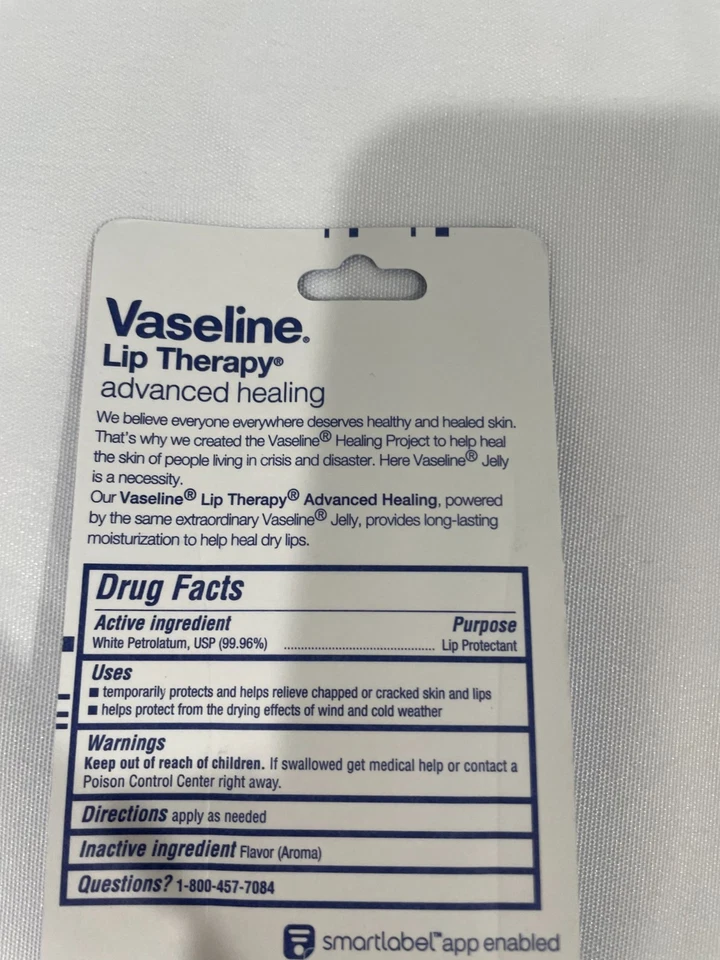 Vaseline®
Lip Therapy®
advanced healing
We believe everyone everywhere deserves healthy and healed skin.
That's why we created the Vaseline® Healing Project to help heal
the skin of people living in crisis and disaster. Here Vaseline® Jelly
is a necessity.
Our Vaseline® Lip Therapy® Advanced Healing, powered
by the same extraordinary Vaseline® Jelly, provides long-lasting
moisturization to help heal dry lips.
Drug Facts
Active ingredient Purpose
White Petrolatum, USP (99.96%) ........................................ Lip Protectant
Uses
■ temporarily protects and helps relieve chapped or cracked skin and lips
■ helps protect from the drying effects of wind and cold weather
Warnings
Keep out of reach of children. If swallowed get medical help or contact a
Poison Control Center right away.
Directions apply as needed
Inactive ingredient Flavor (Aroma)
Questions? 1-800-457-7084
smartlabel™ app enabled